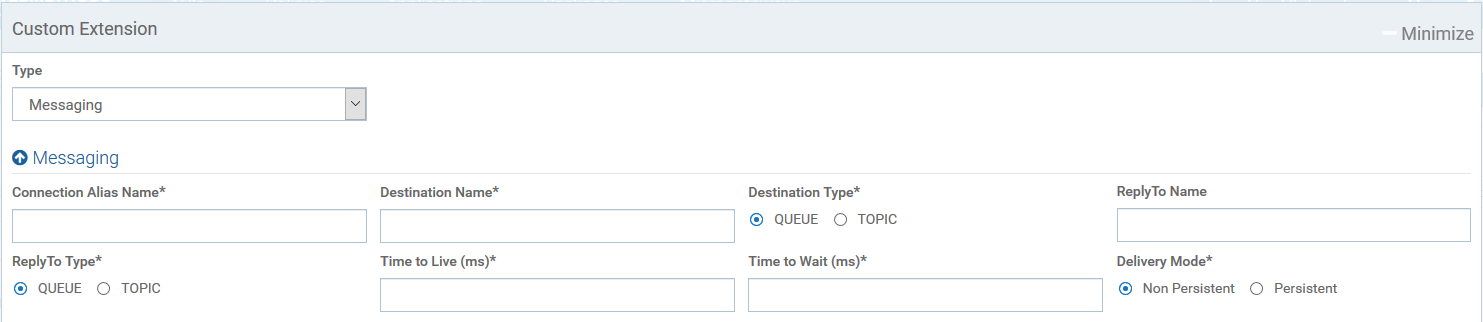 Custom Extension
Minimize
Type
Messaging
Messaging
Connection Alias Name*
Destination Name*
Destination Type*
ReplyTo Name
QUEUE TOPIC
ReplyTo Type*
Time to Live (ms)*
Time to Wait (ms)*
Delivery Mode*
QUEUE TOPIC
Non Persistent Persistent